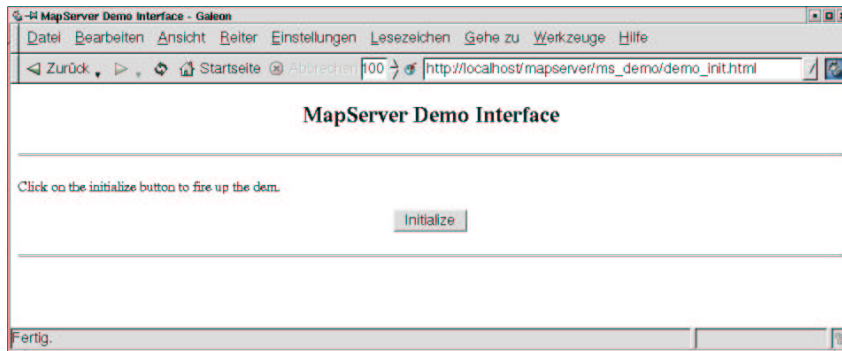 MapServer Demo Interface - Galeon
Datei Bearbeiten Ansicht Reiter Einstellungen Lesezeichen Gehe zu Werkzeuge Hilfe
Zurück Startseite Abbrechen 100 http://localhost/mapserver/ms_demo/demo_init.html
MapServer Demo Interface
Click on the initialize button to fire up the dem.
Initialize
Fertig.